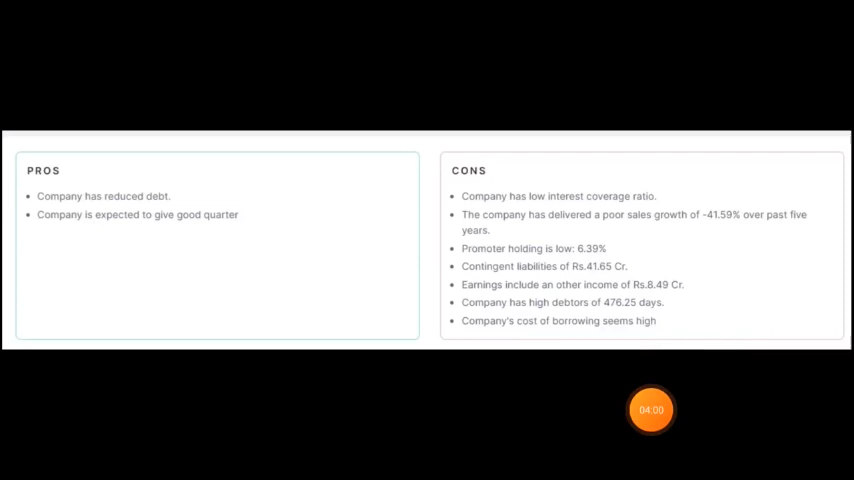 PROS
Company has reduced debt.
Company is expected to give good quarter
CONS
Company has low interest coverage ratio.
The company has delivered a poor sales growth of -41.59% over past five
years.
Promoter holding is low: 6.39%
Contingent liabilities of Rs.41.65 Cr.
Earnings include an other income of Rs.8.49 Cr.
Company has high debtors of 476.25 days.
Company's cost of borrowing seems high
04:00